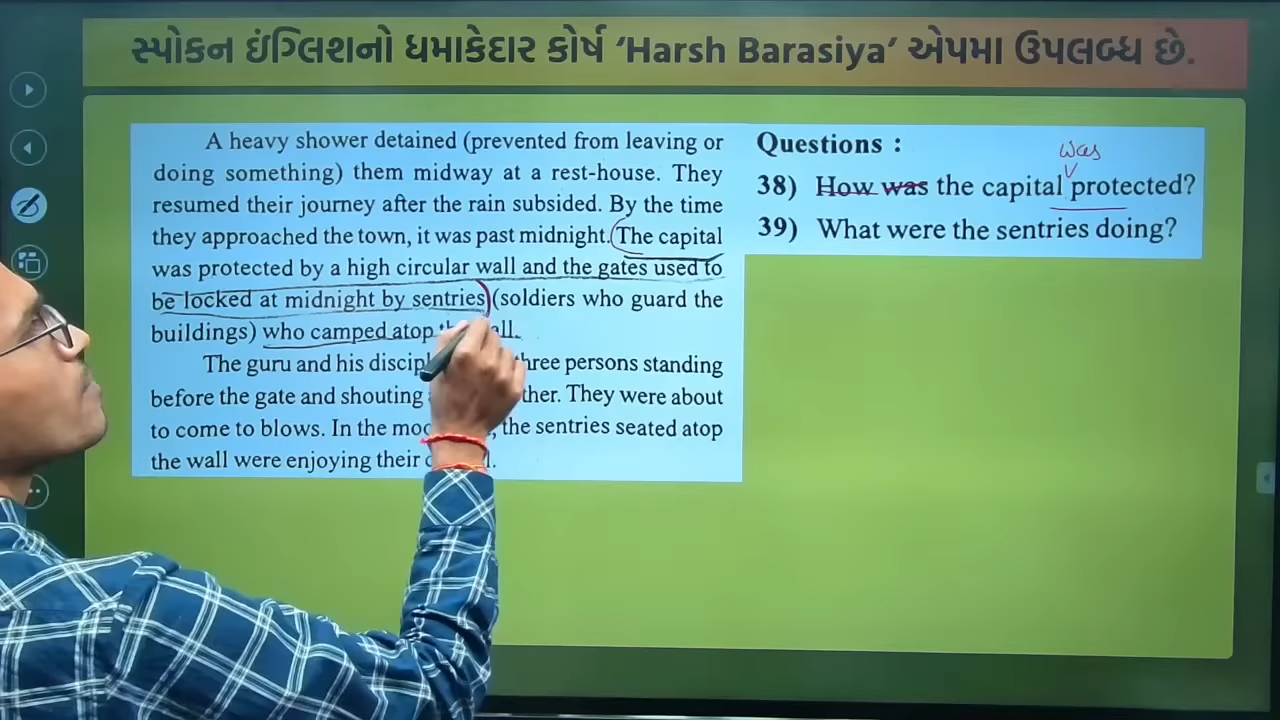 સ્પોકન ઇંગ્લિશનો ધમાકેદાર કોર્ષ ‘Harsh Barasiya’ એપમા ઉપલબ્ધ છે.
A heavy shower detained (prevented from leaving or
doing something) them midway at a rest-house. They
resumed their journey after the rain subsided. By the time
they approached the town, it was past midnight. The capital
was protected by a high circular wall and the gates used to
be locked at midnight by sentries (soldiers who guard the
buildings) who camped atop
The guru and his three persons standing
before the gate and shouting They were about
to come to blows. In the the sentries seated atop
the wall were enjoying their
Questions :
was
38) How was the capital protected?
39) What were the sentries doing?